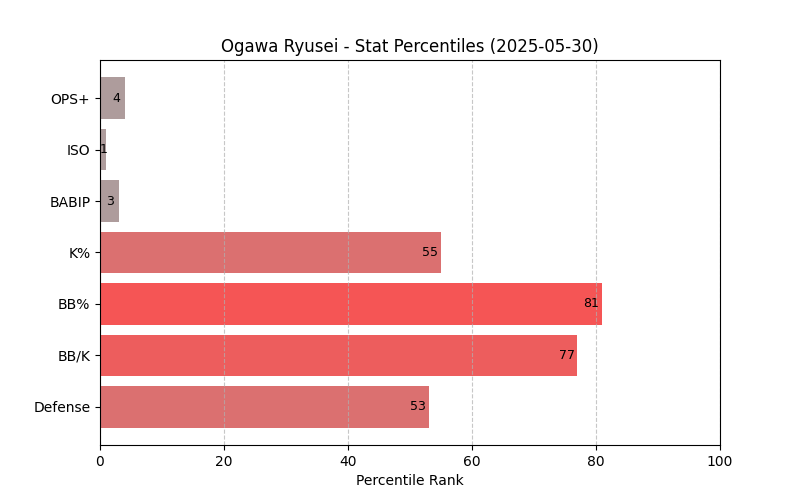 Ogawa Ryusei - Stat Percentiles (2025-05-30)
OPS+ 4
ISO 1
BABIP 3
K% 55
BB% 81
BB/K 77
Defense 53
0 20 40 60 80 100
Percentile Rank